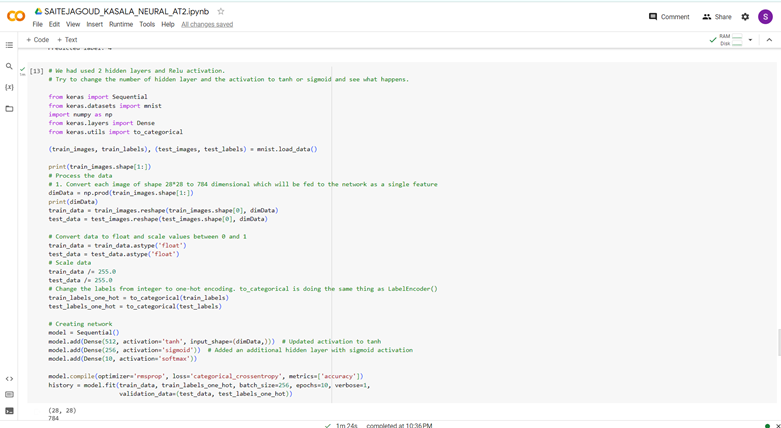 SAITEJAGOUD_KASALA_NEURAL_AT2.ipynb
File Edit View Insert Runtime Tools Help All changes saved
Comment Share S
+ Code + Text
RAM
Disk
Predicted label: 4
[13] # We had used 2 hidden layers and Relu activation.
1m
# Try to change the number of hidden layer and the activation to tanh or sigmoid and see what happens.
from keras import Sequential
from keras.datasets import mnist
import numpy as np
from keras.layers import Dense
from keras.utils import to_categorical
(train_images, train_labels), (test_images, test_labels) = mnist.load_data()
print(train_images.shape[1:])
# Process the data
# 1. Convert each image of shape 28*28 to 784 dimensional which will be fed to the network as a single feature
dimData = np.prod(train_images.shape[1:])
print(dimData)
train_data = train_images.reshape(train_images.shape[0], dimData)
test_data = test_images.reshape(test_images.shape[0], dimData)
# Convert data to float and scale values between 0 and 1
train_data = train_data.astype('float')
test_data = test_data.astype('float')
# Scale data
train_data /= 255.0
test_data /= 255.0
# Change the labels from integer to one-hot encoding. to_categorical is doing the same thing as LabelEncoder()
train_labels_one_hot = to_categorical(train_labels)
test_labels_one_hot = to_categorical(test_labels)
# Creating network
model = Sequential()
model.add(Dense(512, activation='tanh', input_shape=(dimData,))) # Updated activation to tanh
model.add(Dense(256, activation='sigmoid')) # Added an additional hidden layer with sigmoid activation
model.add(Dense(10, activation='softmax'))
model.compile(optimizer='rmsprop', loss='categorical_crossentropy', metrics=['accuracy'])
history = model.fit(train_data, train_labels_one_hot, batch_size=256, epochs=10, verbose=1,
validation_data=(test_data, test_labels_one_hot))
(28, 28)
784
1m 24s completed at 10:36 PM